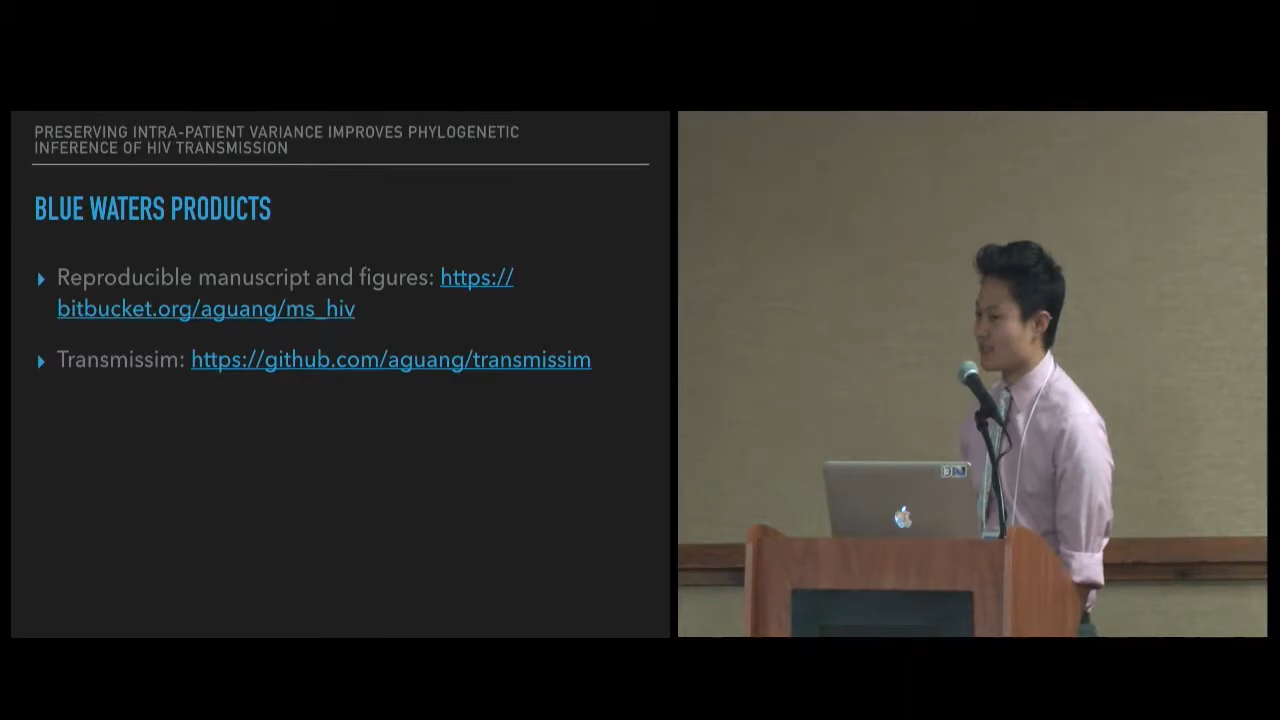 PRESERVING INTRA-PATIENT VARIANCE IMPROVES PHYLOGENETIC
INFERENCE OF HIV TRANSMISSION
BLUE WATERS PRODUCTS
Reproducible manuscript and figures: https://
bitbucket.org/aguang/ms_hiv
Transmissim: https://github.com/aguang/transmissim